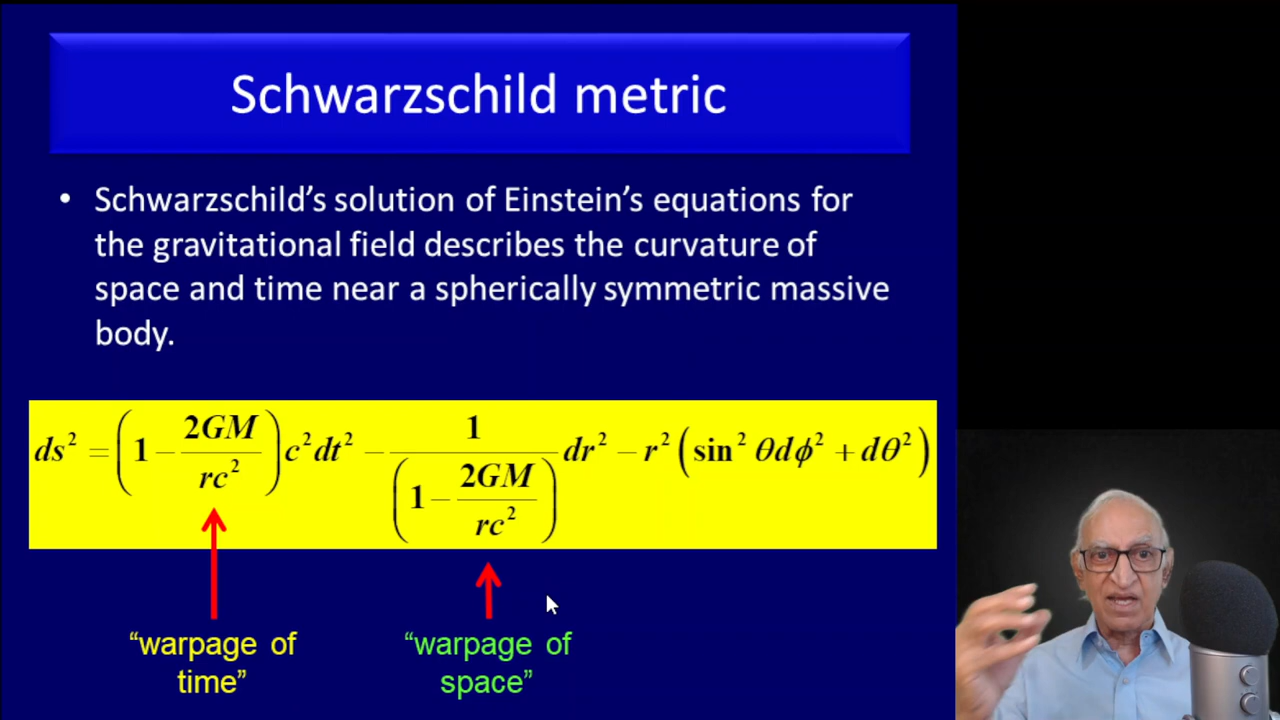 Schwarzschild metric
• Schwarzschild's solution of Einstein's equations for
the gravitational field describes the curvature of
space and time near a spherically symmetric massive
body.
ds² = (1 − 2GM/rc²) c²dt² − 1/(1 − 2GM/rc²) dr² − r² (sin² θdϕ² + dθ²)
“warpage of
time”
“warpage of
space”